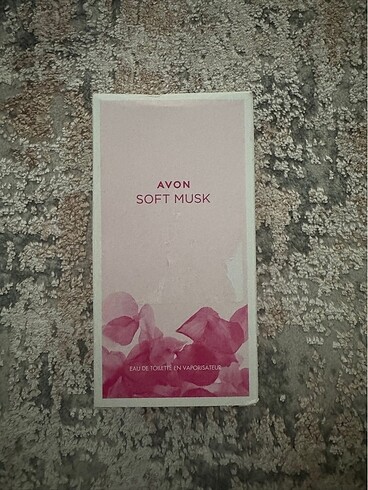 AVON
SOFT MUSK
EAU DE TOILETTE EN VAPORISATEUR